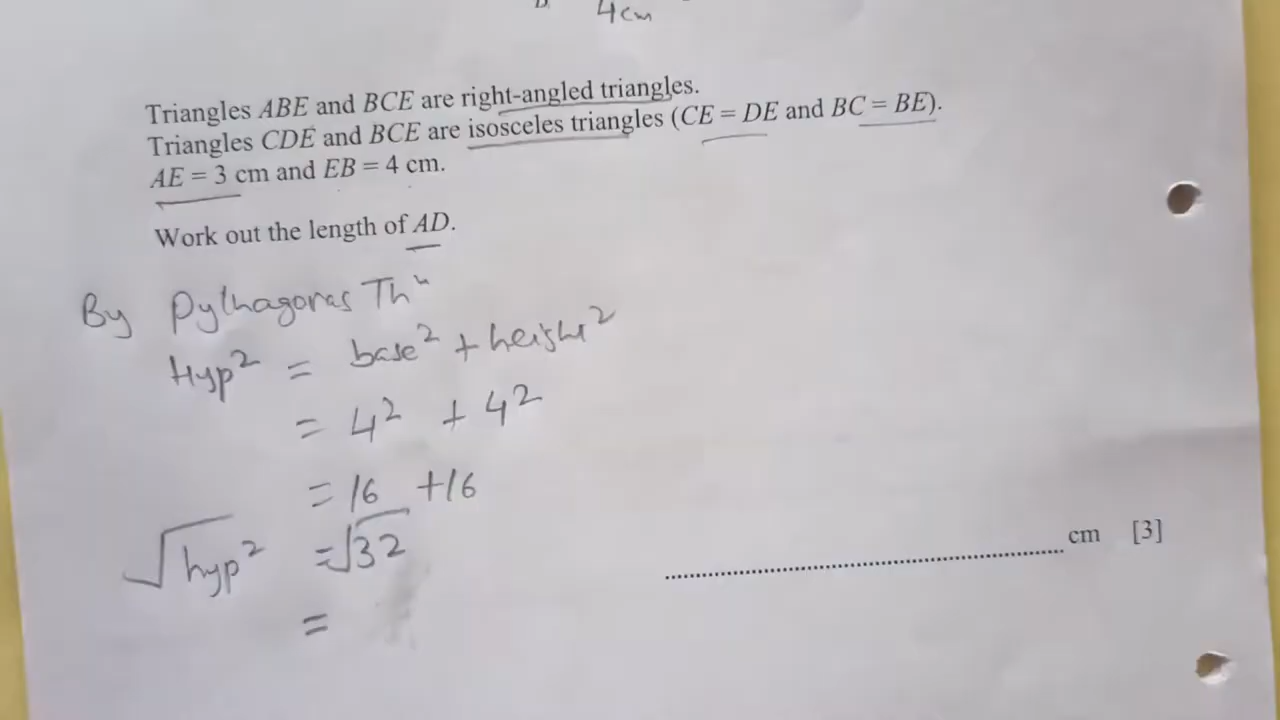 4cm
Triangles ABE and BCE are right-angled triangles.
Triangles CDE and BCE are isosceles triangles (CE = DE and BC = BE).
AE = 3 cm and EB = 4 cm.
Work out the length of AD.
By Pythagoras Thᵐ
Hyp² = base² + height²
= 4² + 4²
= 16 + 16
√hyp² = √32
=
cm [3]